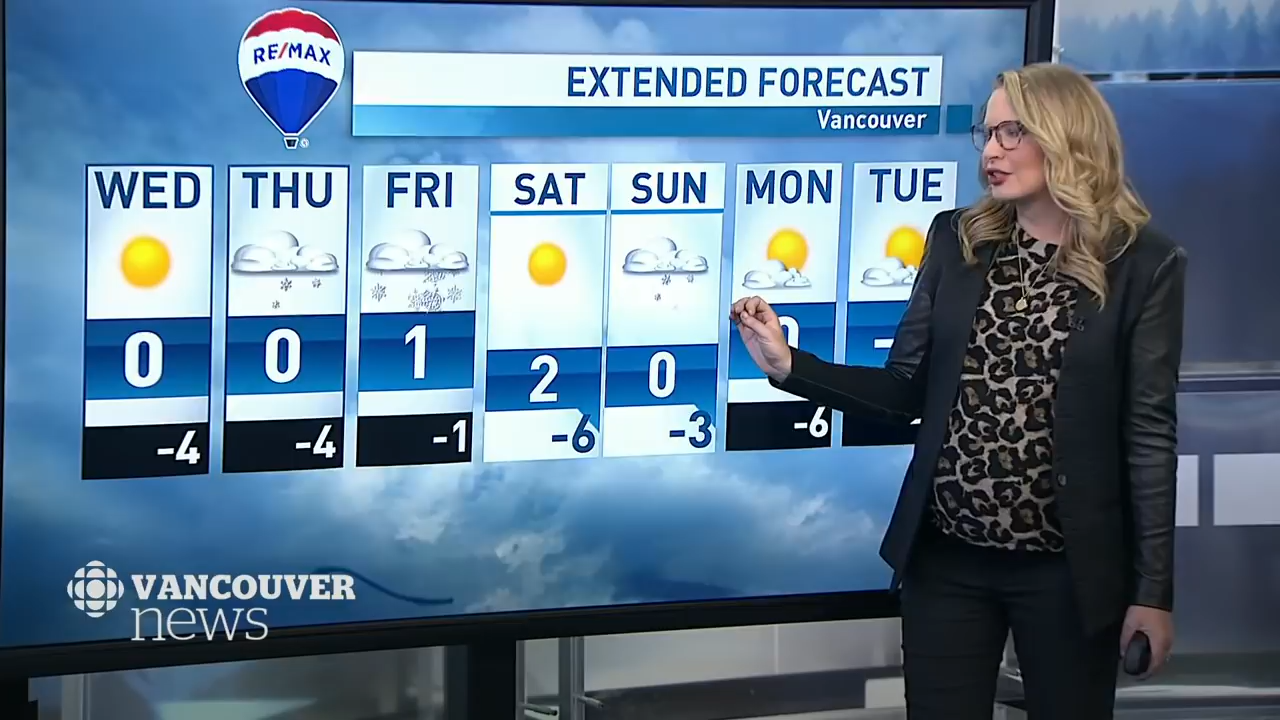 RE/MAX
EXTENDED FORECAST
Vancouver
WED THU FRI SAT SUN MON TUE
0 0 1 2 0 0
-4 -4 -1 -6 -3 -6
VANCOUVER
news